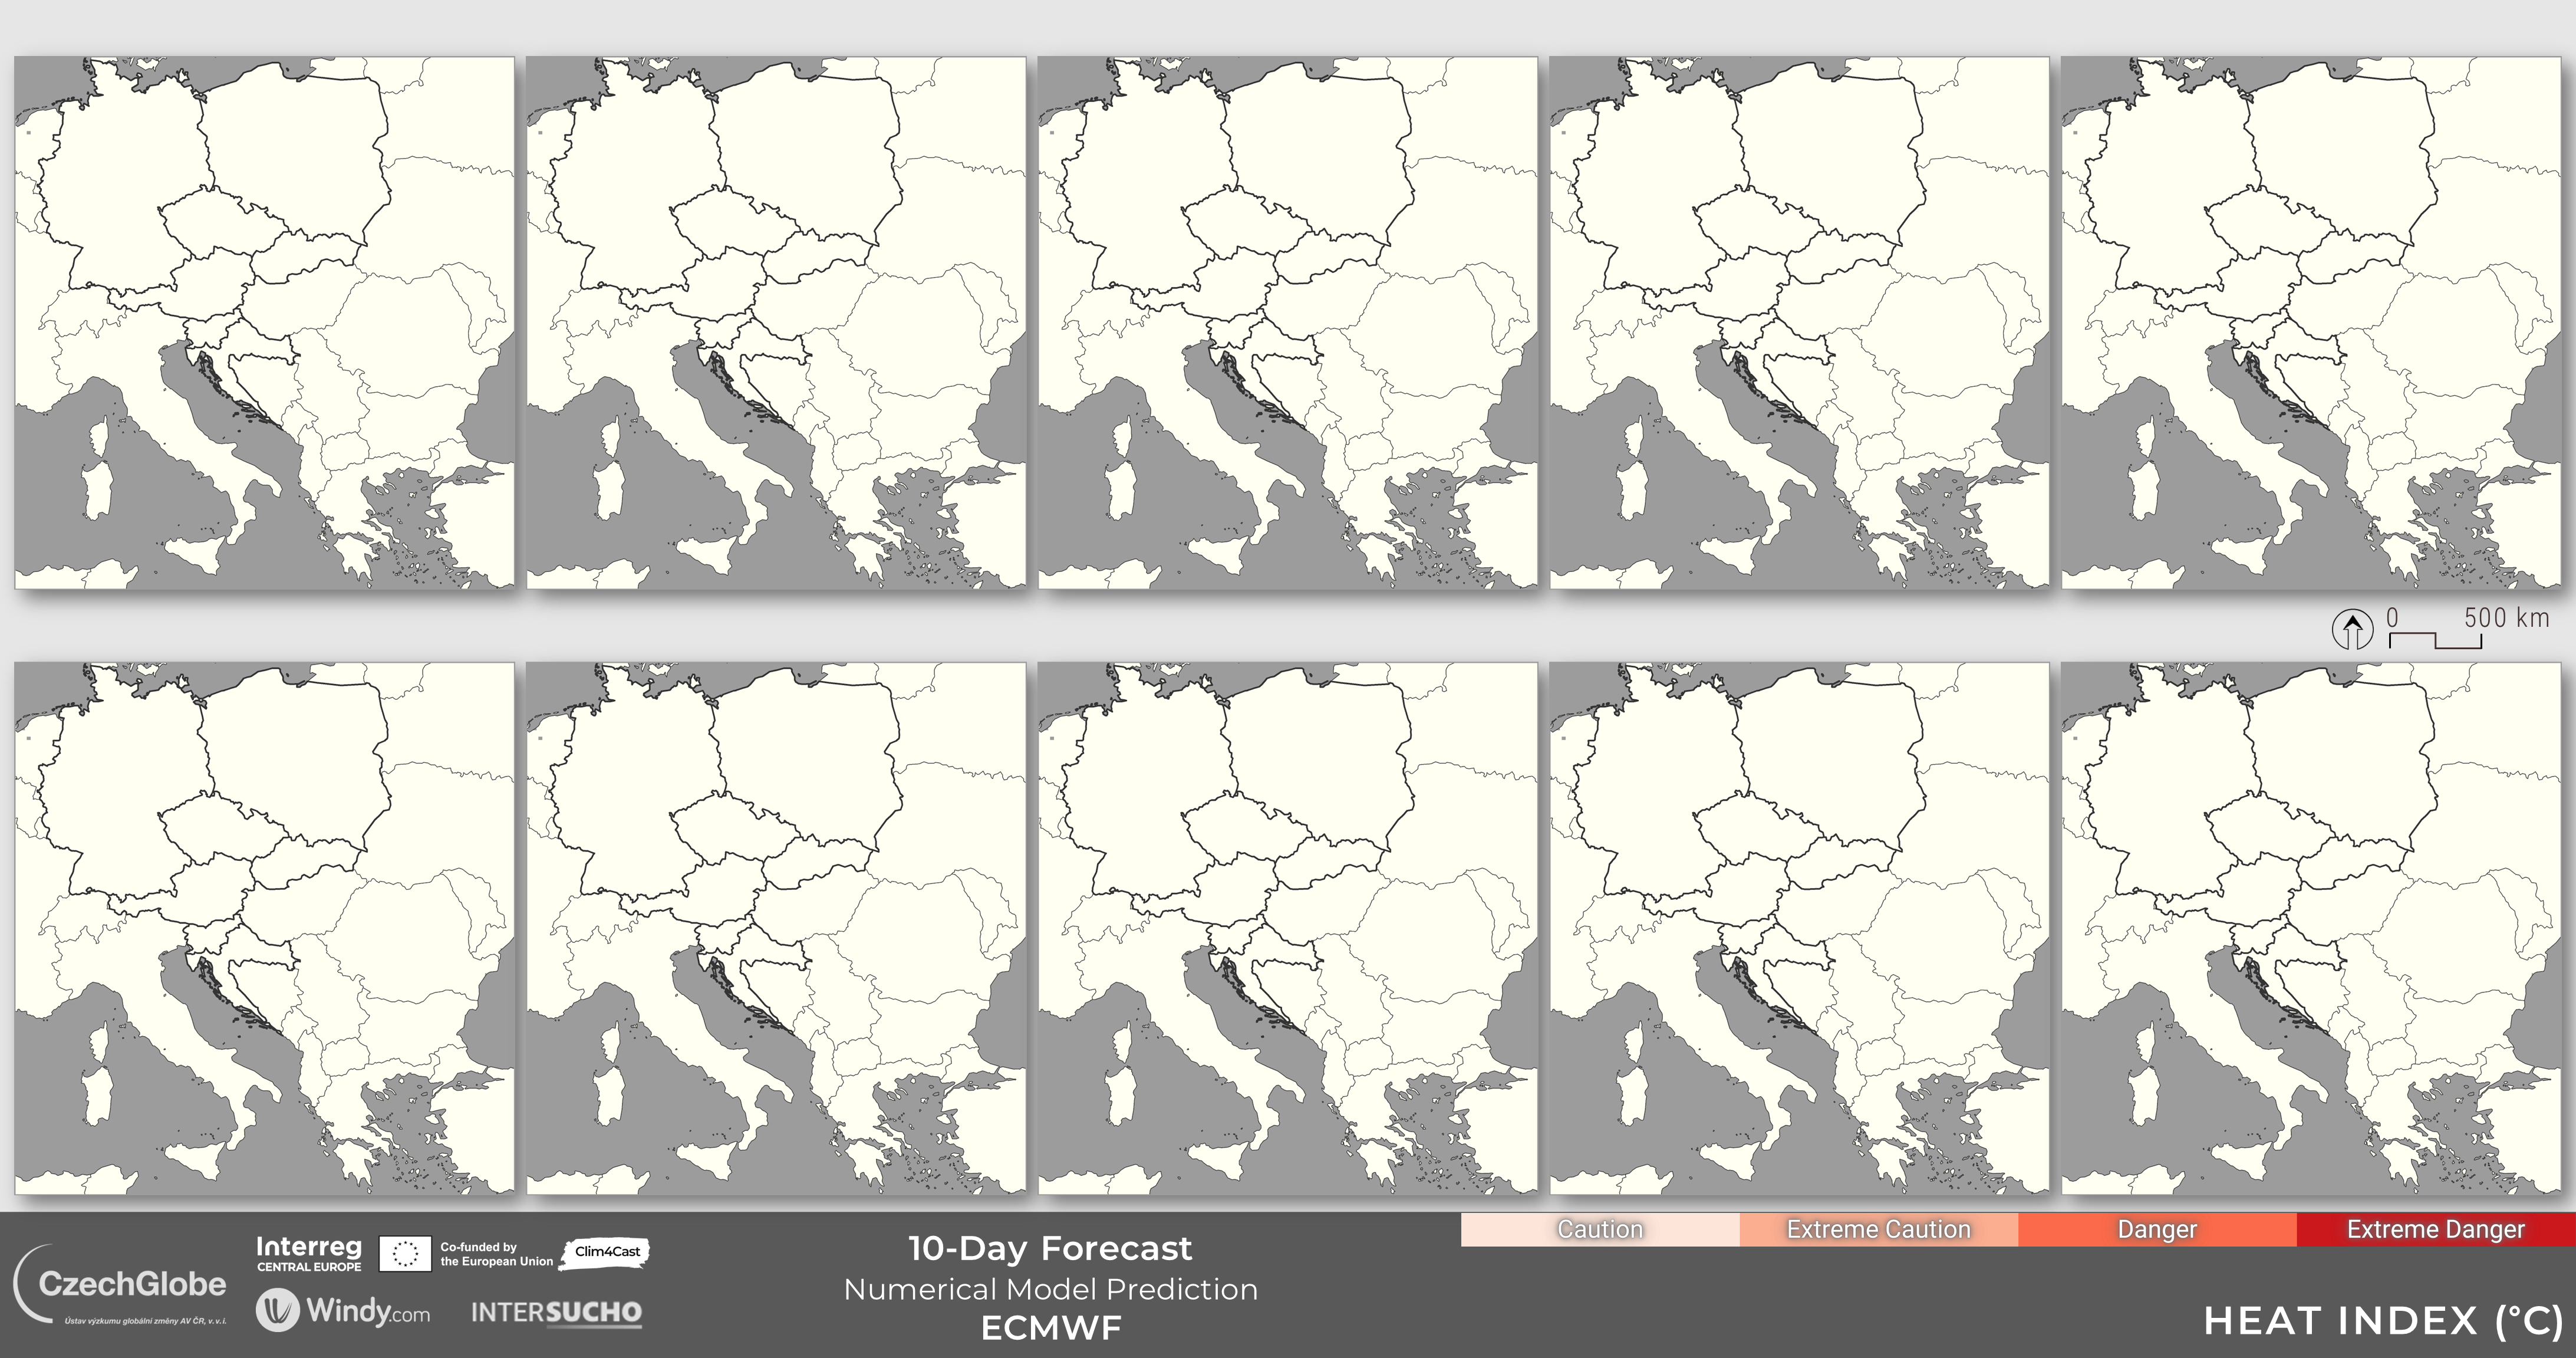 0 500 km
Caution Extreme Caution Danger Extreme Danger
CzechGlobe
Ústav výzkumu globální změny AV ČR, v. v. i.
Interreg
CENTRAL EUROPE
Co-funded by
the European Union
Clim4Cast
Windy.com
INTERSUCHO
10-Day Forecast
Numerical Model Prediction
ECMWF
HEAT INDEX (°C)